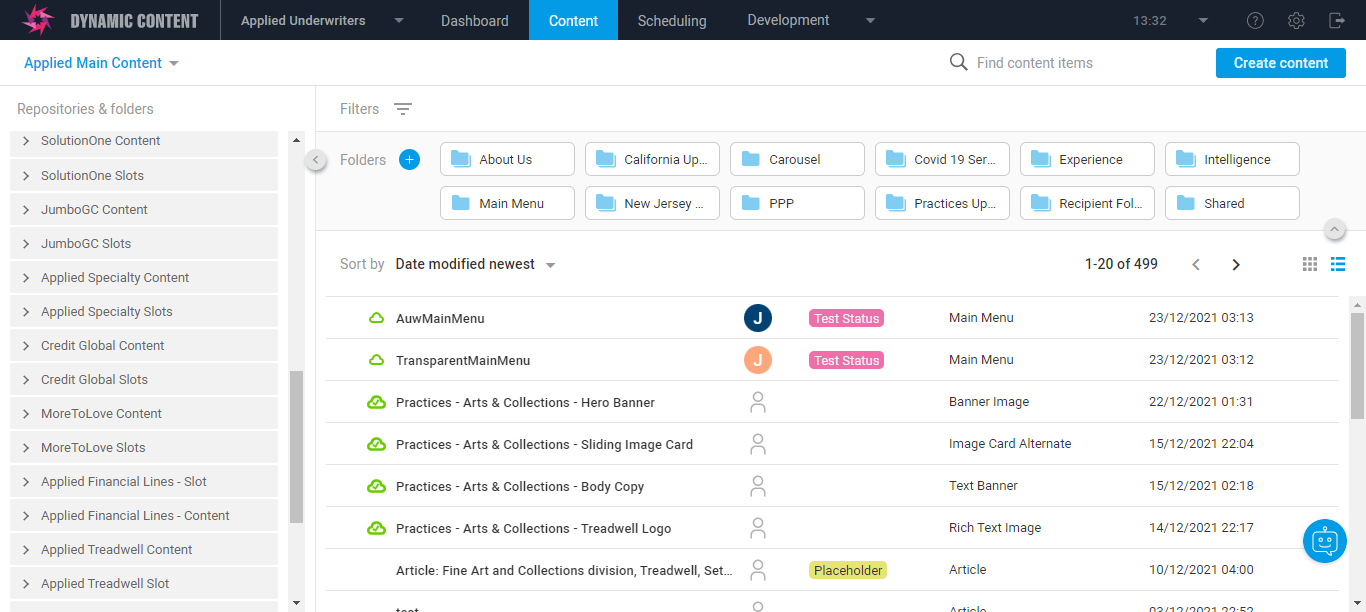 DYNAMIC CONTENT
Applied Underwriters
Dashboard
Content
Scheduling
Development
13:32
Applied Main Content
Find content items
Create content
Repositories & folders
SolutionOne Content
SolutionOne Slots
JumboGC Content
JumboGC Slots
Applied Specialty Content
Applied Specialty Slots
Credit Global Content
Credit Global Slots
MoreToLove Content
MoreToLove Slots
Applied Financial Lines - Slot
Applied Financial Lines - Content
Applied Treadwell Content
Applied Treadwell Slot
Filters
Folders
About Us
California Up...
Carousel
Covid 19 Ser...
Experience
Intelligence
Main Menu
New Jersey ...
PPP
Practices Up...
Recipient Fol...
Shared
Sort by Date modified newest
1-20 of 499
AuwMainMenu J Test Status Main Menu 23/12/2021 03:13
TransparentMainMenu J Test Status Main Menu 23/12/2021 03:12
Practices - Arts & Collections - Hero Banner Banner Image 22/12/2021 01:31
Practices - Arts & Collections - Sliding Image Card Image Card Alternate 15/12/2021 22:04
Practices - Arts & Collections - Body Copy Text Banner 15/12/2021 02:18
Practices - Arts & Collections - Treadwell Logo Rich Text Image 14/12/2021 22:17
Article: Fine Art and Collections division, Treadwell, Set... Placeholder Article 10/12/2021 04:00
test Article 03/12/2021 22:52